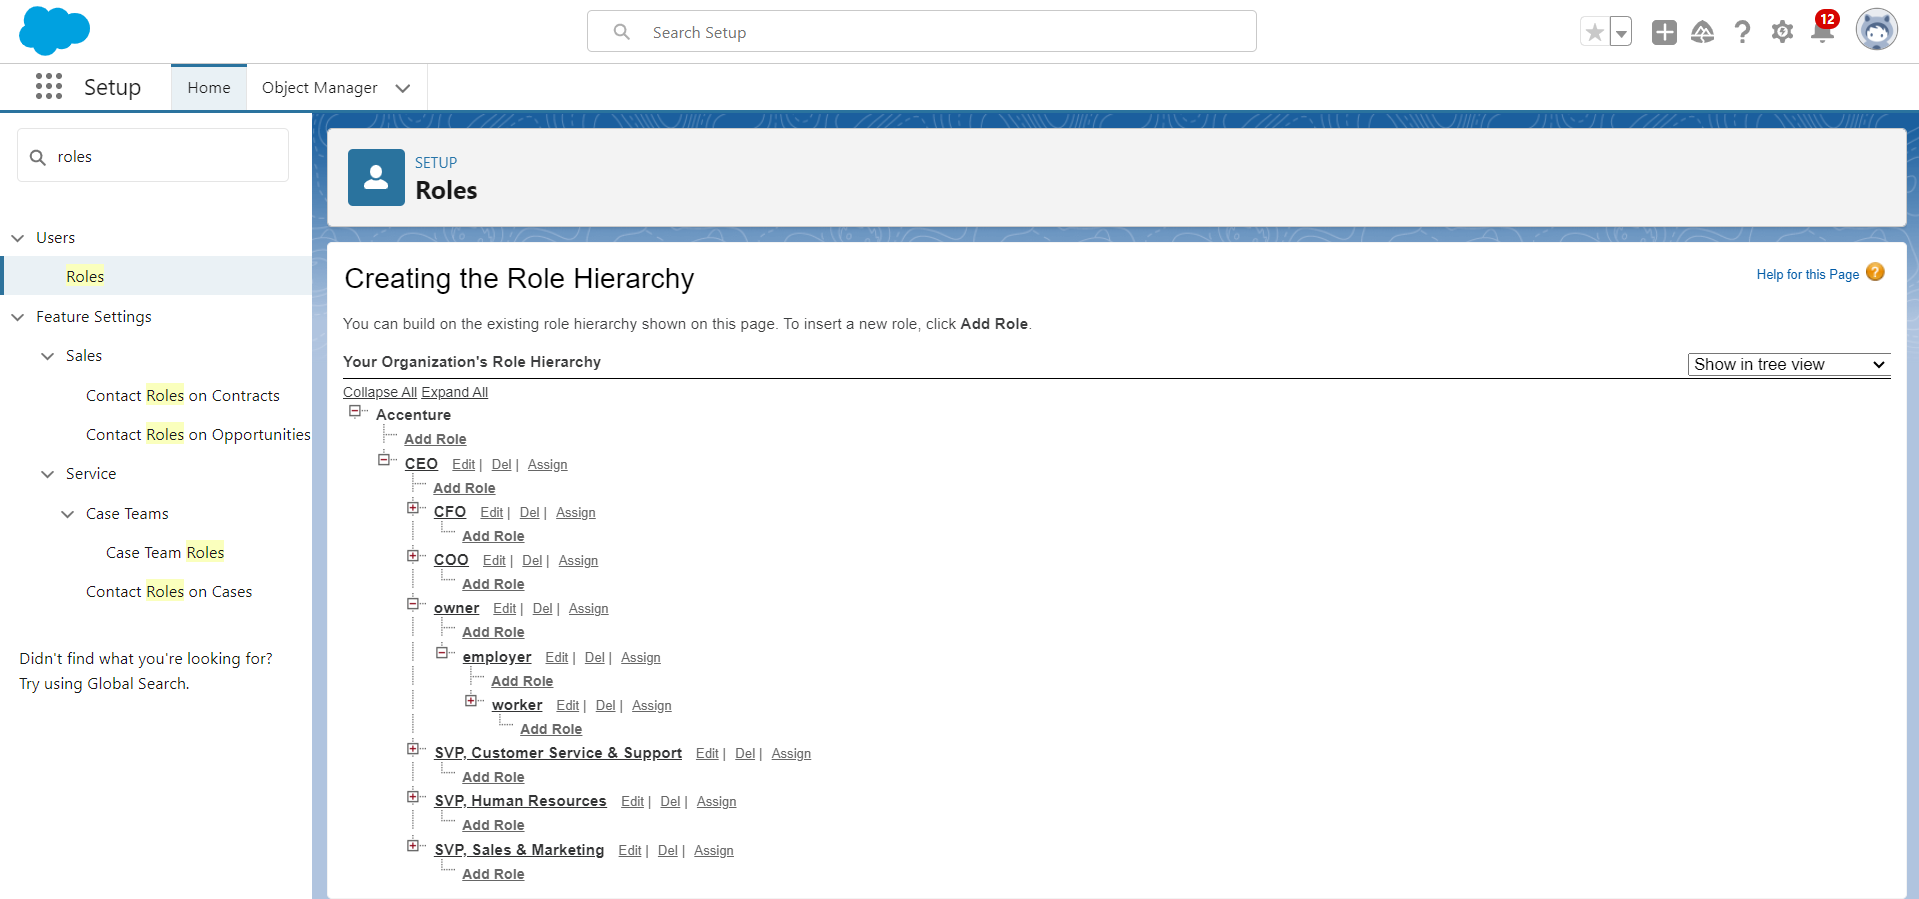 Search Setup
12
Setup
Home
Object Manager
roles
Users
Roles
Feature Settings
Sales
Contact Roles on Contracts
Contact Roles on Opportunities
Service
Case Teams
Case Team Roles
Contact Roles on Cases
Didn't find what you're looking for?
Try using Global Search.
SETUP
Roles
Creating the Role Hierarchy
Help for this Page ?
You can build on the existing role hierarchy shown on this page. To insert a new role, click Add Role.
Your Organization's Role Hierarchy
Show in tree view
Collapse All Expand All
Accenture
Add Role
CEO Edit | Del | Assign
Add Role
CFO Edit | Del | Assign
Add Role
COO Edit | Del | Assign
Add Role
owner Edit | Del | Assign
Add Role
employer Edit | Del | Assign
Add Role
worker Edit | Del | Assign
Add Role
SVP, Customer Service & Support Edit | Del | Assign
Add Role
SVP, Human Resources Edit | Del | Assign
Add Role
SVP, Sales & Marketing Edit | Del | Assign
Add Role